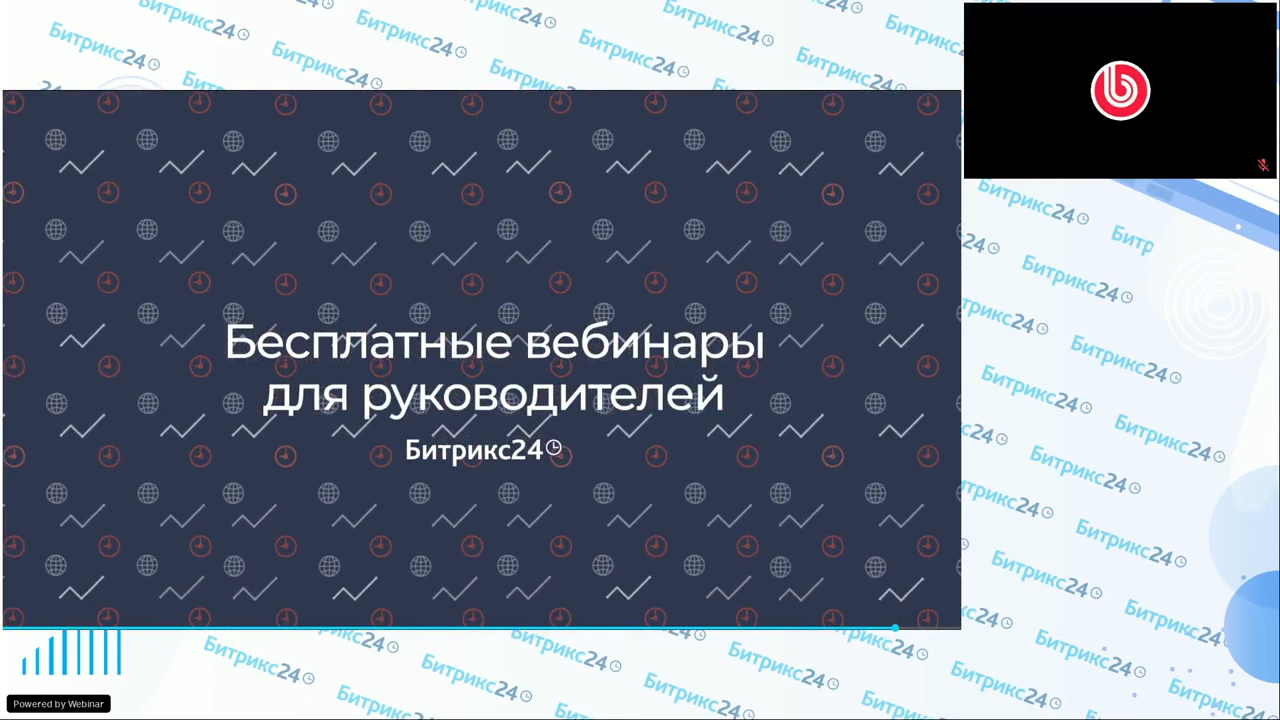 Бесплатные вебинары
для руководителей
Битрикс24
Powered by Webinar